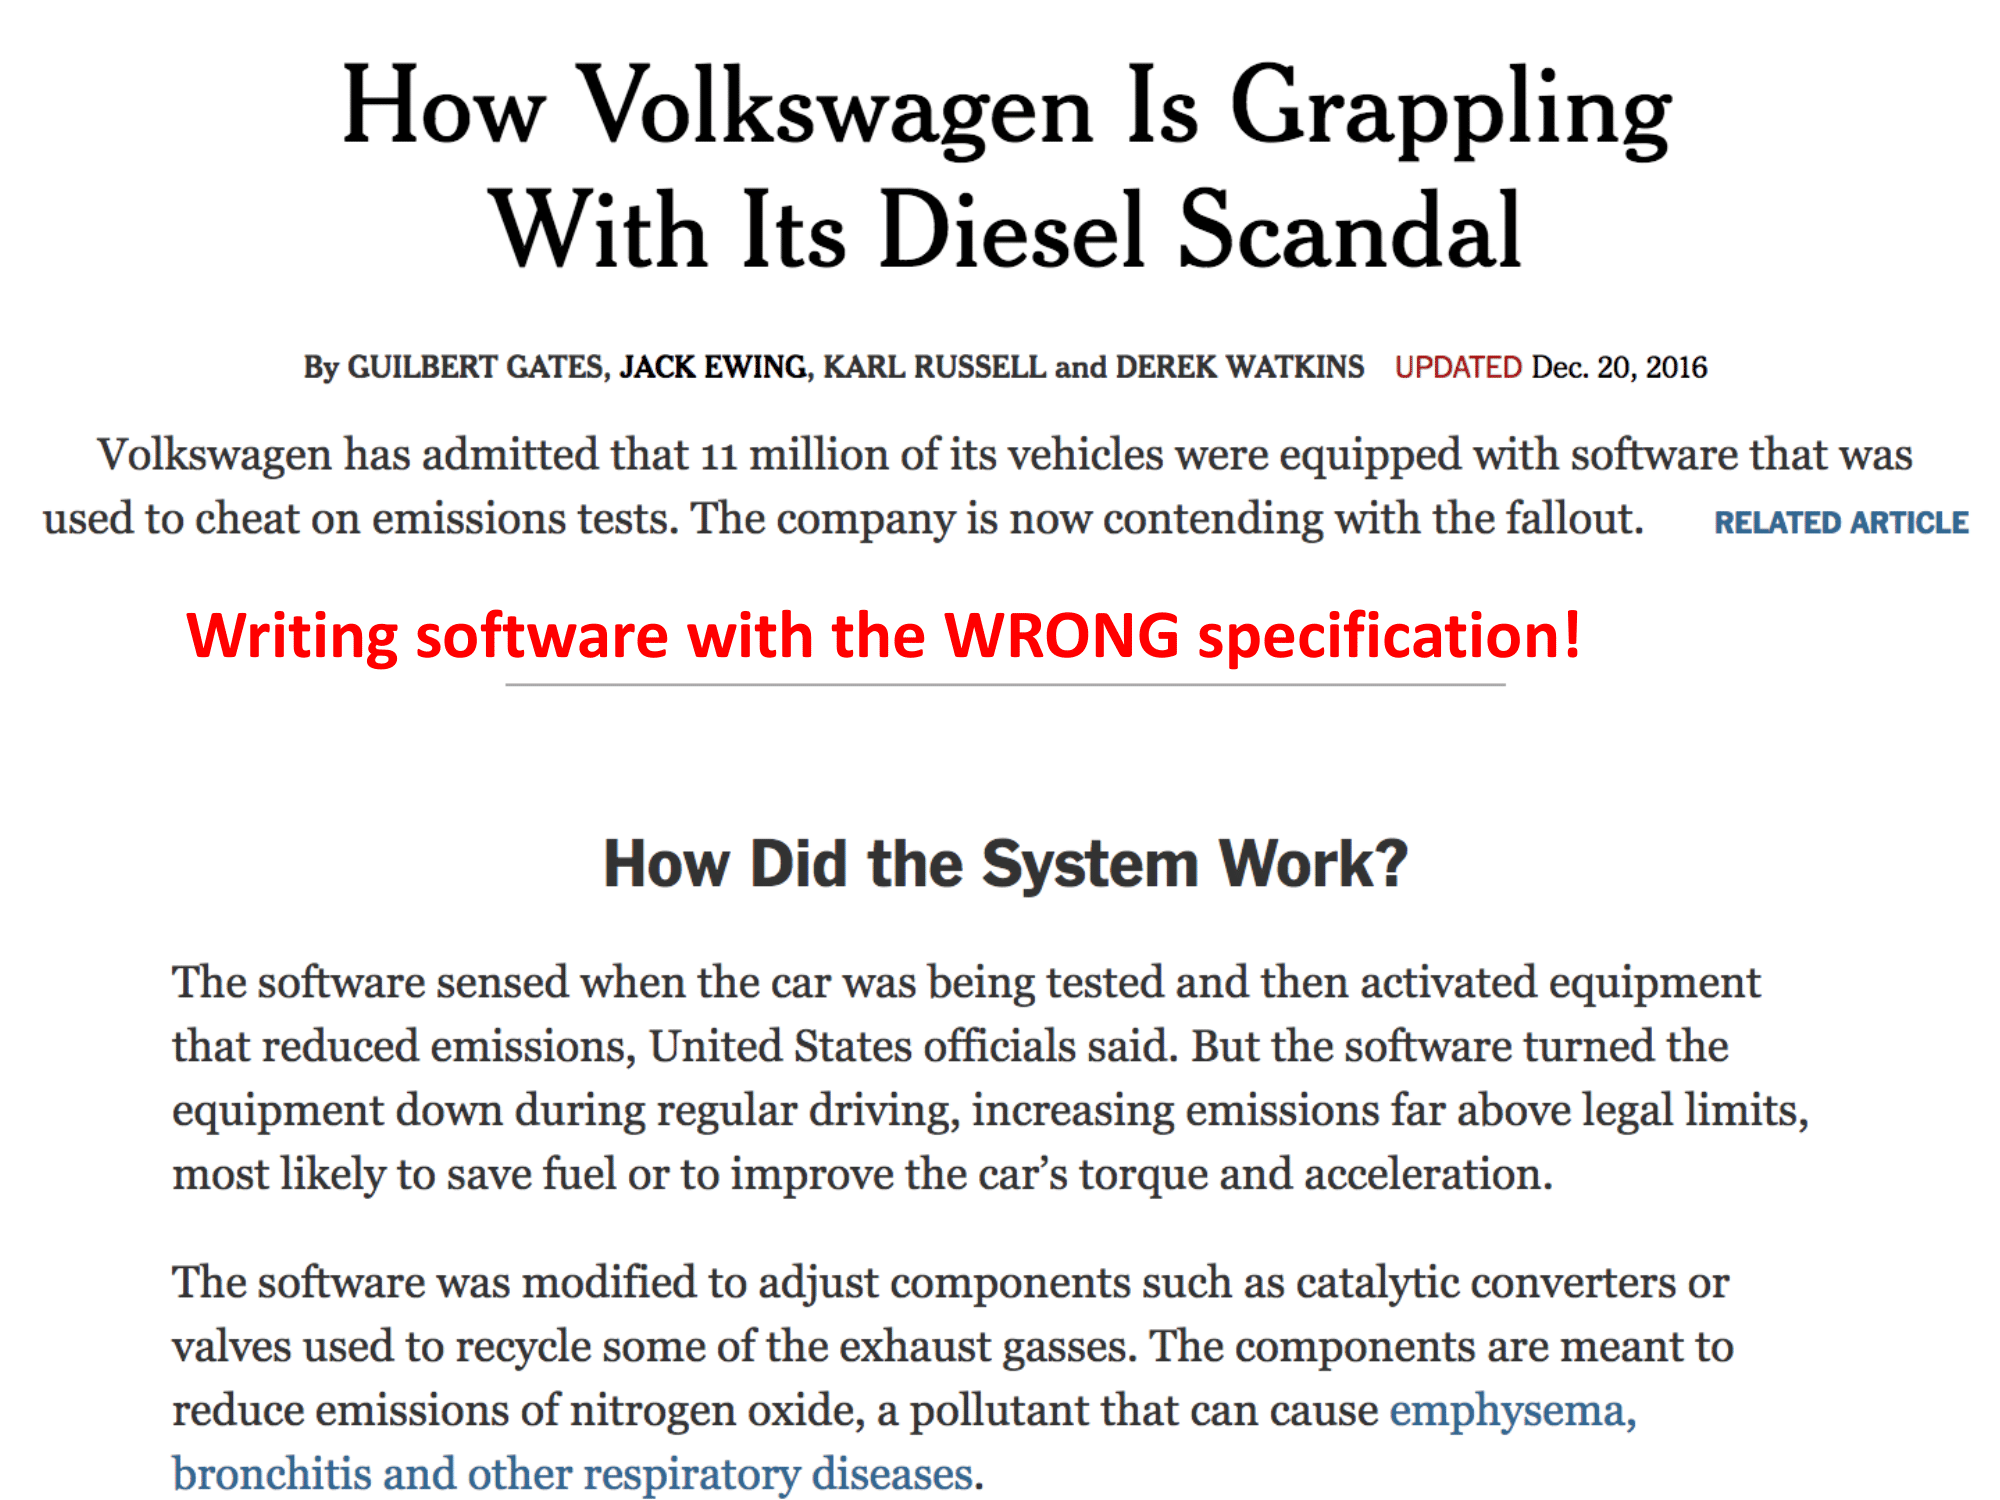 How Volkswagen Is Grappling
With Its Diesel Scandal
By GUILBERT GATES, JACK EWING, KARL RUSSELL and DEREK WATKINS UPDATED Dec. 20, 2016
Volkswagen has admitted that 11 million of its vehicles were equipped with software that was
used to cheat on emissions tests. The company is now contending with the fallout. RELATED ARTICLE
Writing software with the WRONG specification!
How Did the System Work?
The software sensed when the car was being tested and then activated equipment
that reduced emissions, United States officials said. But the software turned the
equipment down during regular driving, increasing emissions far above legal limits,
most likely to save fuel or to improve the car’s torque and acceleration.
The software was modified to adjust components such as catalytic converters or
valves used to recycle some of the exhaust gasses. The components are meant to
reduce emissions of nitrogen oxide, a pollutant that can cause emphysema,
bronchitis and other respiratory diseases.